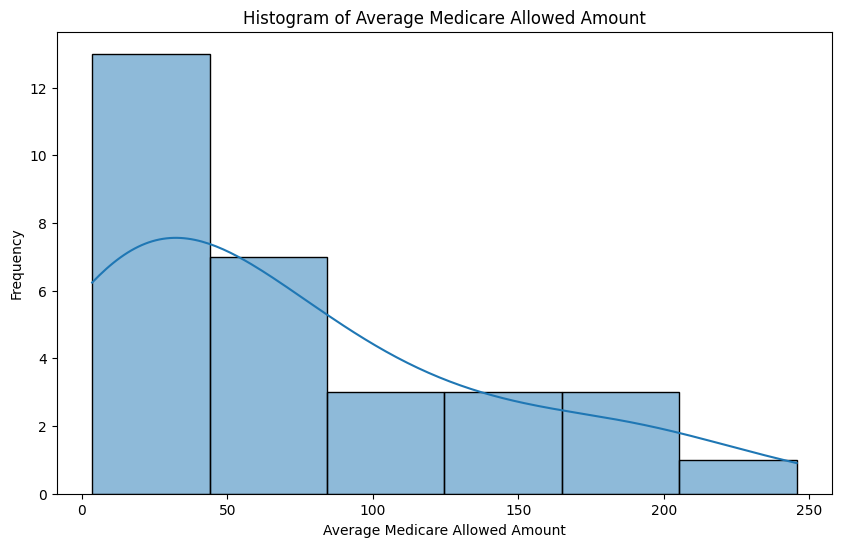 Histogram of Average Medicare Allowed Amount
12
10
8
6
4
2
0
Frequency
0 50 100 150 200 250
Average Medicare Allowed Amount